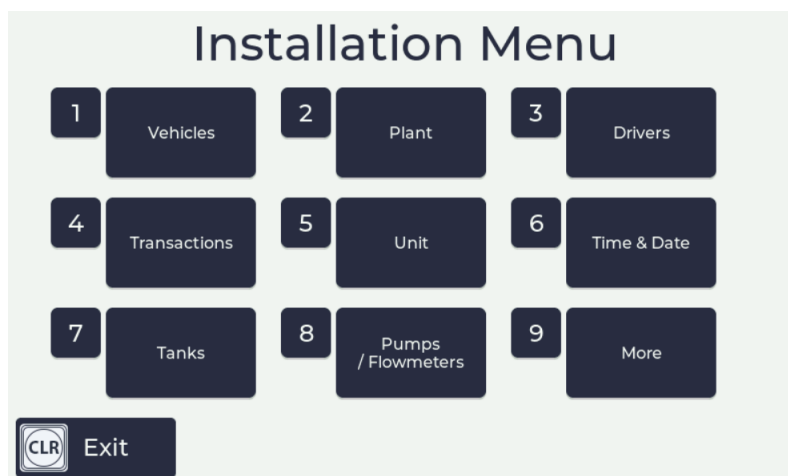 Installation Menu
1 Vehicles
2 Plant
3 Drivers
4 Transactions
5 Unit
6 Time & Date
7 Tanks
8 Pumps
/ Flowmeters
9 More
CLR Exit